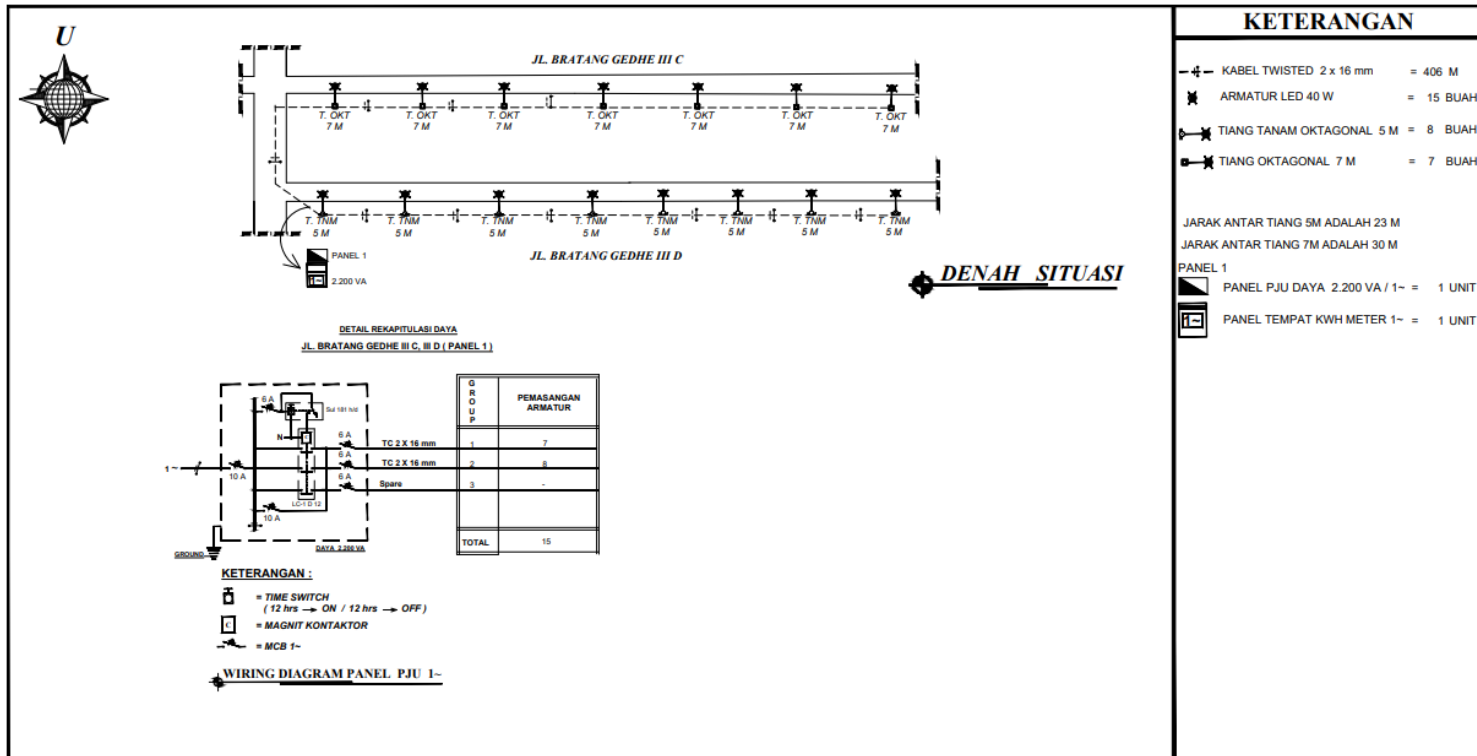 U
JL. BRATANG GEDHE III C
T. OKT T. OKT T. OKT T. OKT T. OKT T. OKT T. OKT
7 M 7 M 7 M 7 M 7 M 7 M 7 M
T. TNM T. TNM T. TNM T. TNM T. TNM T. TNM T. TNM T. TNM
5 M 5 M 5 M 5 M 5 M 5 M 5 M 5 M
JL. BRATANG GEDHE III D
PANEL 1
1~ 2.200 VA
DENAH SITUASI
DETAIL REKAPITULASI DAYA
JL. BRATANG GEDHE III C, III D ( PANEL 1 )
6 A
Sul 181 h/d
N
C
6 A
TC 2 X 16 mm
6 A
TC 2 X 16 mm
1 ~
10 A
6 A
Spare
LC-1 D 12
10 A
GROUND
DAYA 2.200 VA
GROUP PEMASANGAN
ARMATUR
1 7
2 8
3 -
TOTAL 15
KETERANGAN :
= TIME SWITCH
( 12 hrs → ON / 12 hrs → OFF )
C = MAGNIT KONTAKTOR
= MCB 1~
WIRING DIAGRAM PANEL PJU 1~
KETERANGAN
KABEL TWISTED 2 x 16 mm = 406 M
ARMATUR LED 40 W = 15 BUAH
TIANG TANAM OKTAGONAL 5 M = 8 BUAH
TIANG OKTAGONAL 7 M = 7 BUAH
JARAK ANTAR TIANG 5M ADALAH 23 M
JARAK ANTAR TIANG 7M ADALAH 30 M
PANEL 1
PANEL PJU DAYA 2.200 VA / 1~ = 1 UNIT
1~ PANEL TEMPAT KWH METER 1~ = 1 UNIT